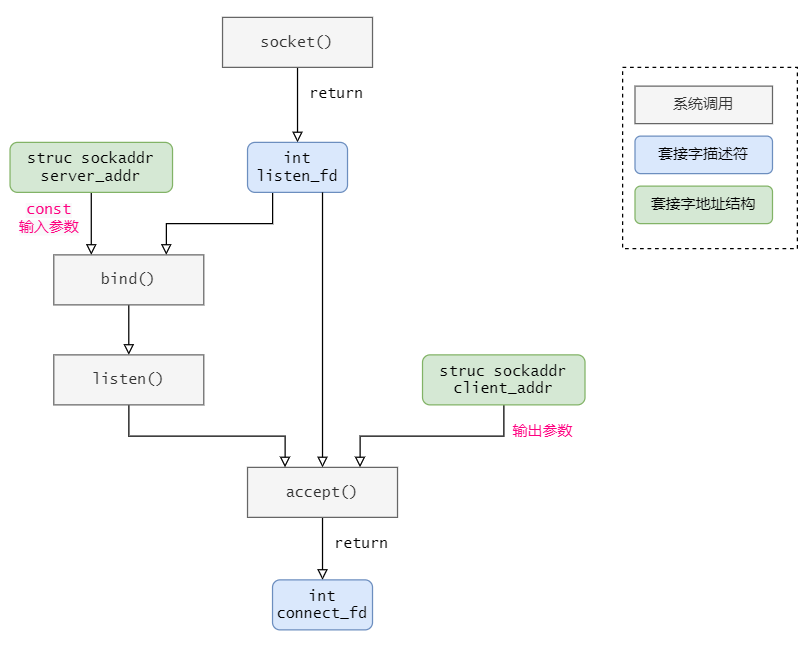 socket()
return
系统调用
struc sockaddr
server_addr
int
listen_fd
套接字描述符
套接字地址结构
const
输入参数
bind()
listen()
struc sockaddr
client_addr
输出参数
accept()
return
int
connect_fd